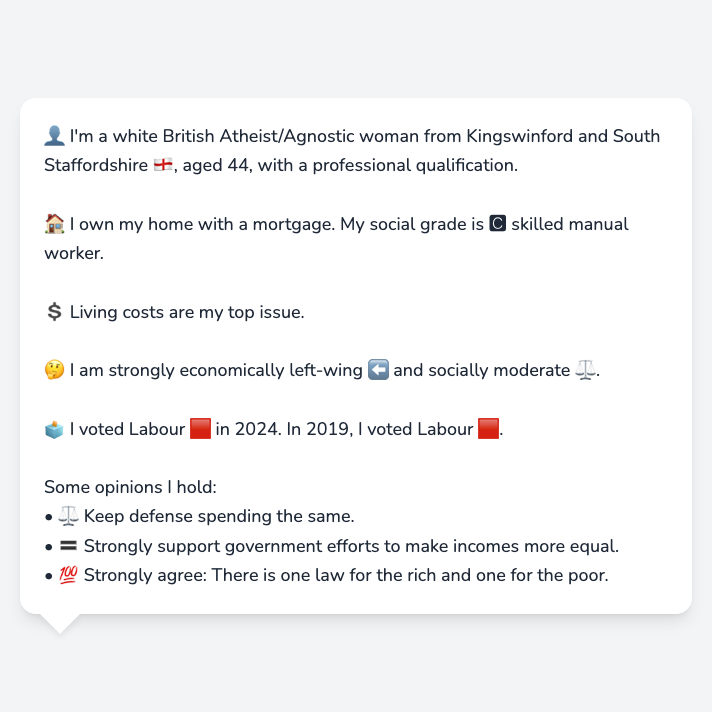 👤 I'm a white British Atheist/Agnostic woman from Kingswinford and South
Staffordshire 🏴󠁧󠁢󠁥󠁮󠁧󠁿, aged 44, with a professional qualification.
🏠 I own my home with a mortgage. My social grade is 🅲 skilled manual
worker.
💲 Living costs are my top issue.
🤔 I am strongly economically left-wing ⬅️ and socially moderate ⚖️.
🗳️ I voted Labour 🟥 in 2024. In 2019, I voted Labour 🟥.
Some opinions I hold:
• ⚖️ Keep defense spending the same.
• 🟰 Strongly support government efforts to make incomes more equal.
• 💯 Strongly agree: There is one law for the rich and one for the poor.